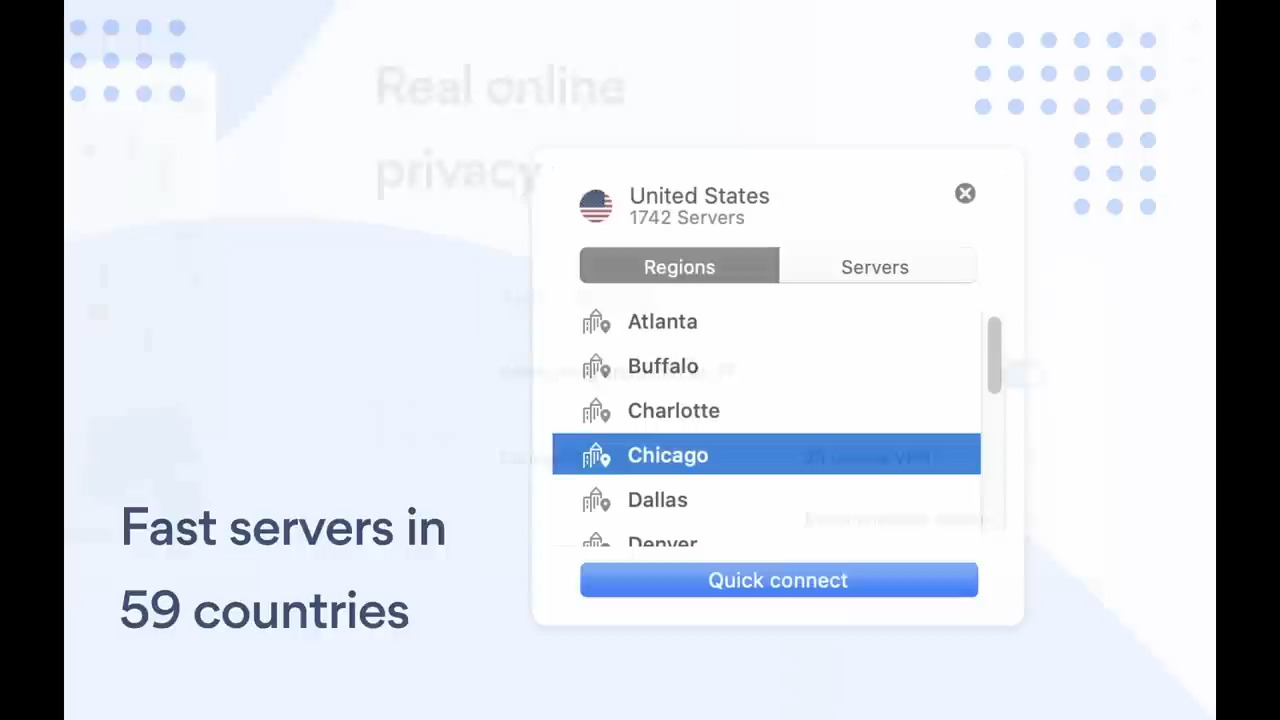 Real online
privacy
United States
1742 Servers
Regions
Servers
Atlanta
Buffalo
Charlotte
Chicago
Dallas
Denver
Quick connect
Fast servers in
59 countries